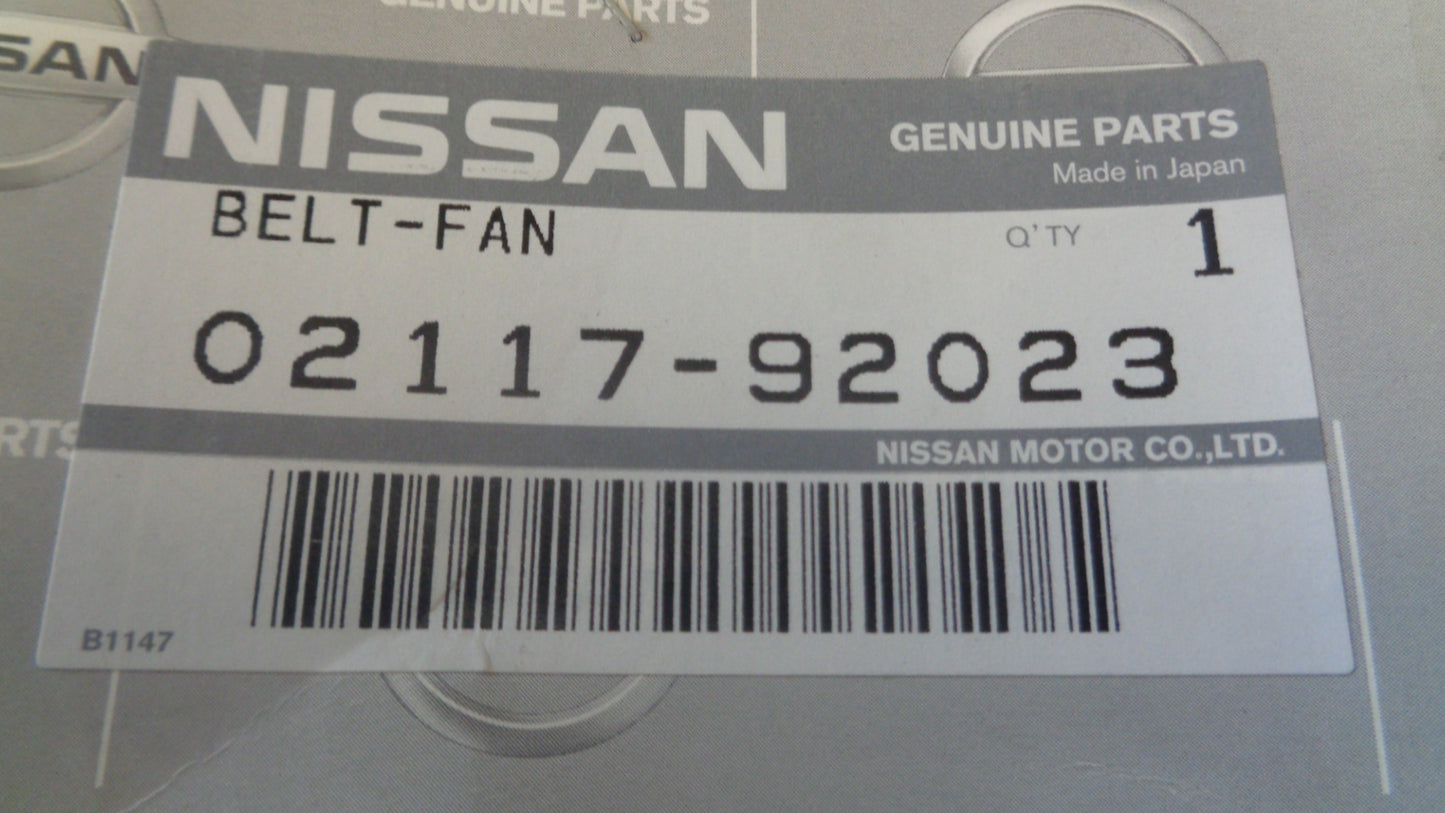 GENUINE PARTS
SAN
NISSAN
GENUINE PARTS
Made in Japan
BELT-FAN
Q'TY 1
02117-92023
RTS
NISSAN MOTOR CO.,LTD.
B1147